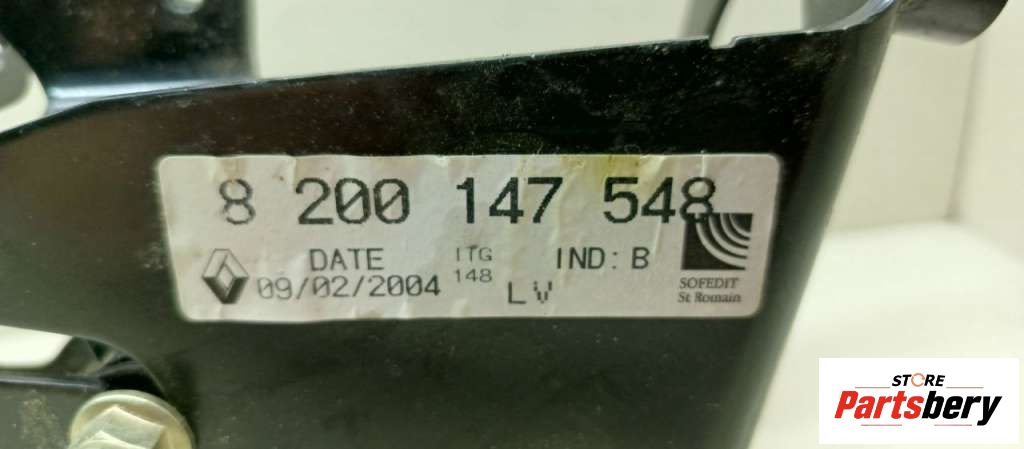 8 200 147 548
DATE ITG IND: B
09/02/2004 148 LV
SOFEDIT
St Romain
STORE
Partsbery